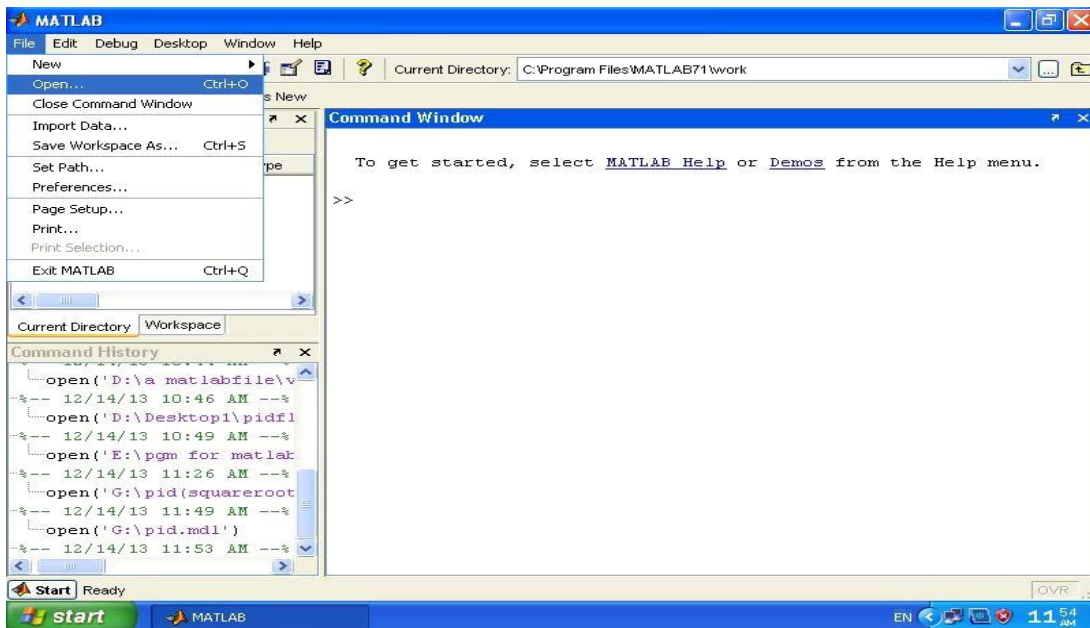 MATLAB
File Edit Debug Desktop Window Help
New
Open... Ctrl+O
Close Command Window
Import Data...
Save Workspace As... Ctrl+S
Set Path...
Preferences...
Page Setup...
Print...
Print Selection...
Exit MATLAB Ctrl+Q
Current Directory: C:\Program Files\MATLAB71\work
s New
ype
Current Directory Workspace
Command History
open('D:\a matlabfile\v
%-- 12/14/13 10:46 AM --%
open('D:\Desktop1\pidfl
%-- 12/14/13 10:49 AM --%
open('E:\pgm for matlab
%-- 12/14/13 11:26 AM --%
open('G:\pid(squareroot
%-- 12/14/13 11:49 AM --%
open('G:\pid.mdl')
%-- 12/14/13 11:53 AM --%
Command Window
To get started, select MATLAB Help or Demos from the Help menu.
>>
Start Ready
OVR
start MATLAB EN 11 54 AM